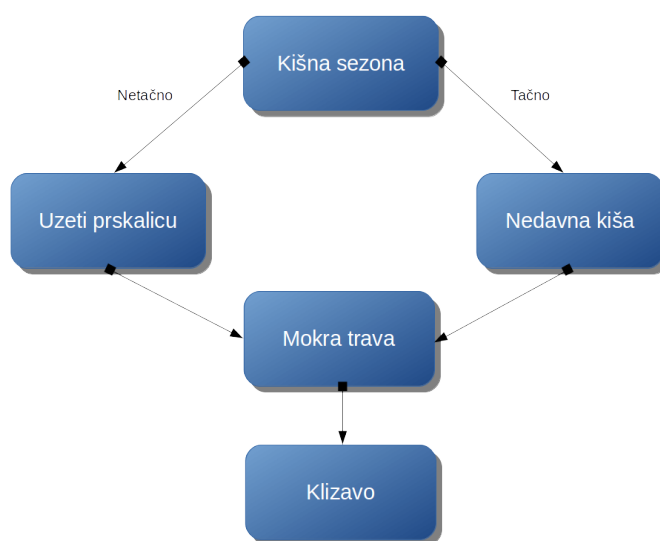 Kišna sezona
Netačno
Tačno
Uzeti prskalicu
Nedavna kiša
Mokra trava
Klizavo